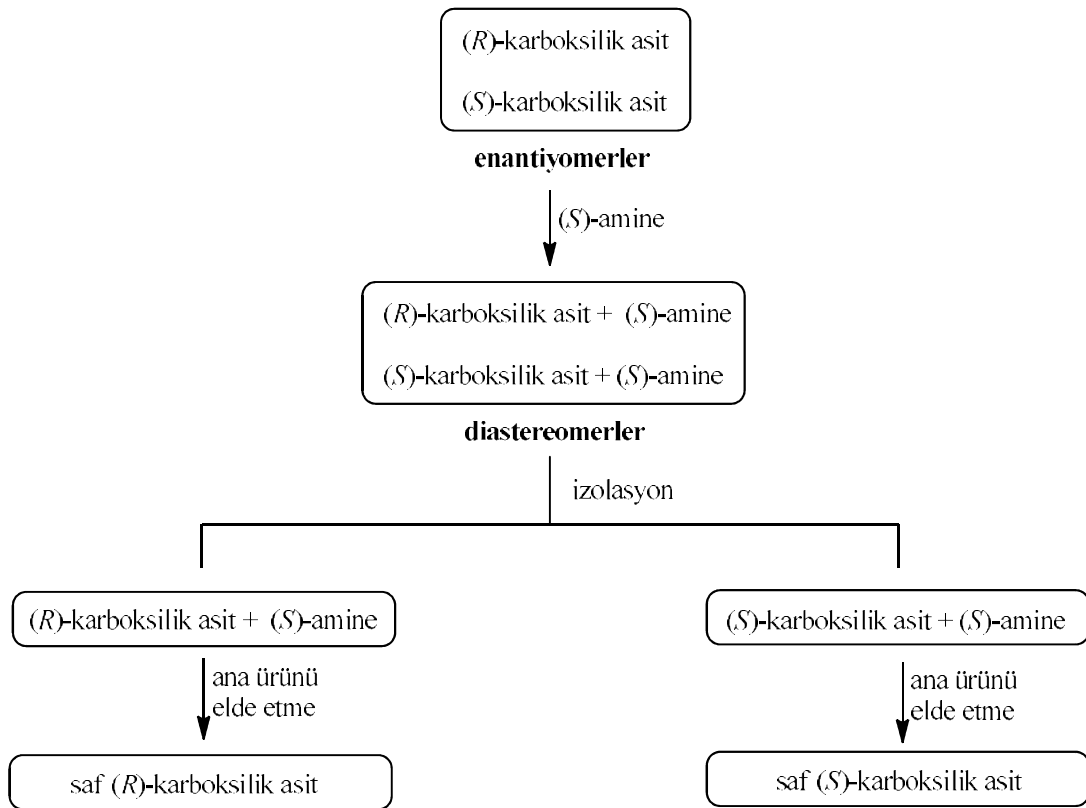 (R)-karboksilik asit
(S)-karboksilik asit
enantiyomerler
(S)-amine
(R)-karboksilik asit + (S)-amine
(S)-karboksilik asit + (S)-amine
diastereomerler
izolasyon
(R)-karboksilik asit + (S)-amine
(S)-karboksilik asit + (S)-amine
ana ürünü
elde etme
ana ürünü
elde etme
saf (R)-karboksilik asit
saf (S)-karboksilik asit